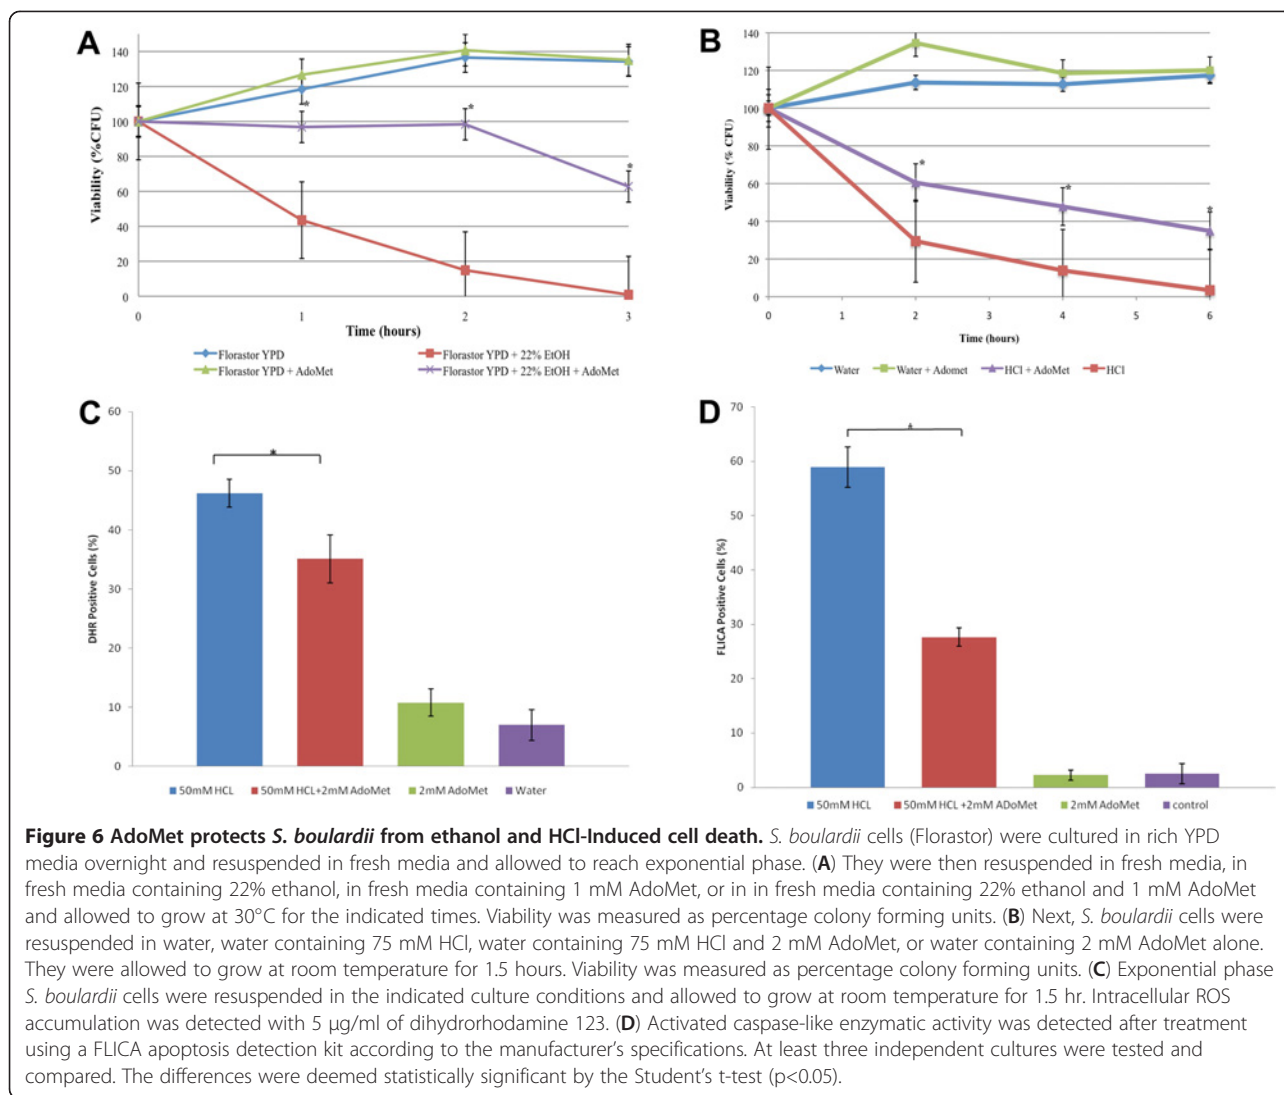 A
Viability (%CFU)
140
120
100
80
60
40
20
0
*
*
*
0
1
2
3
Time (hours)
Florastor YPD
Florastor YPD + 22% EtOH
Florastor YPD + AdoMet
Florastor YPD + 22% EtOH + AdoMet
B
Viability (% CFU)
140
120
100
80
60
40
20
0
*
*
*
0
1
2
3
4
5
6
Time (hours)
Water
Water + Adomet
HCl + AdoMet
HCl
C
DHR Positive Cells (%)
60
50
40
30
20
10
0
*
50mM HCL
50mM HCL+2mM AdoMet
2mM AdoMet
Water
D
FLICA Positive Cells (%)
70
60
50
40
30
20
10
0
*
50mM HCL
50mM HCL +2mM ADoMet
2mM AdoMet
control
Figure 6 AdoMet protects S. boulardii from ethanol and HCl-Induced cell death. S. boulardii cells (Florastor) were cultured in rich YPD
media overnight and resuspended in fresh media and allowed to reach exponential phase. (A) They were then resuspended in fresh media, in
fresh media containing 22% ethanol, in fresh media containing 1 mM AdoMet, or in in fresh media containing 22% ethanol and 1 mM AdoMet
and allowed to grow at 30°C for the indicated times. Viability was measured as percentage colony forming units. (B) Next, S. boulardii cells were
resuspended in water, water containing 75 mM HCl, water containing 75 mM HCl and 2 mM AdoMet, or water containing 2 mM AdoMet alone.
They were allowed to grow at room temperature for 1.5 hours. Viability was measured as percentage colony forming units. (C) Exponential phase
S. boulardii cells were resuspended in the indicated culture conditions and allowed to grow at room temperature for 1.5 hr. Intracellular ROS
accumulation was detected with 5 μg/ml of dihydrorhodamine 123. (D) Activated caspase-like enzymatic activity was detected after treatment
using a FLICA apoptosis detection kit according to the manufacturer's specifications. At least three independent cultures were tested and
compared. The differences were deemed statistically significant by the Student's t-test (p<0.05).